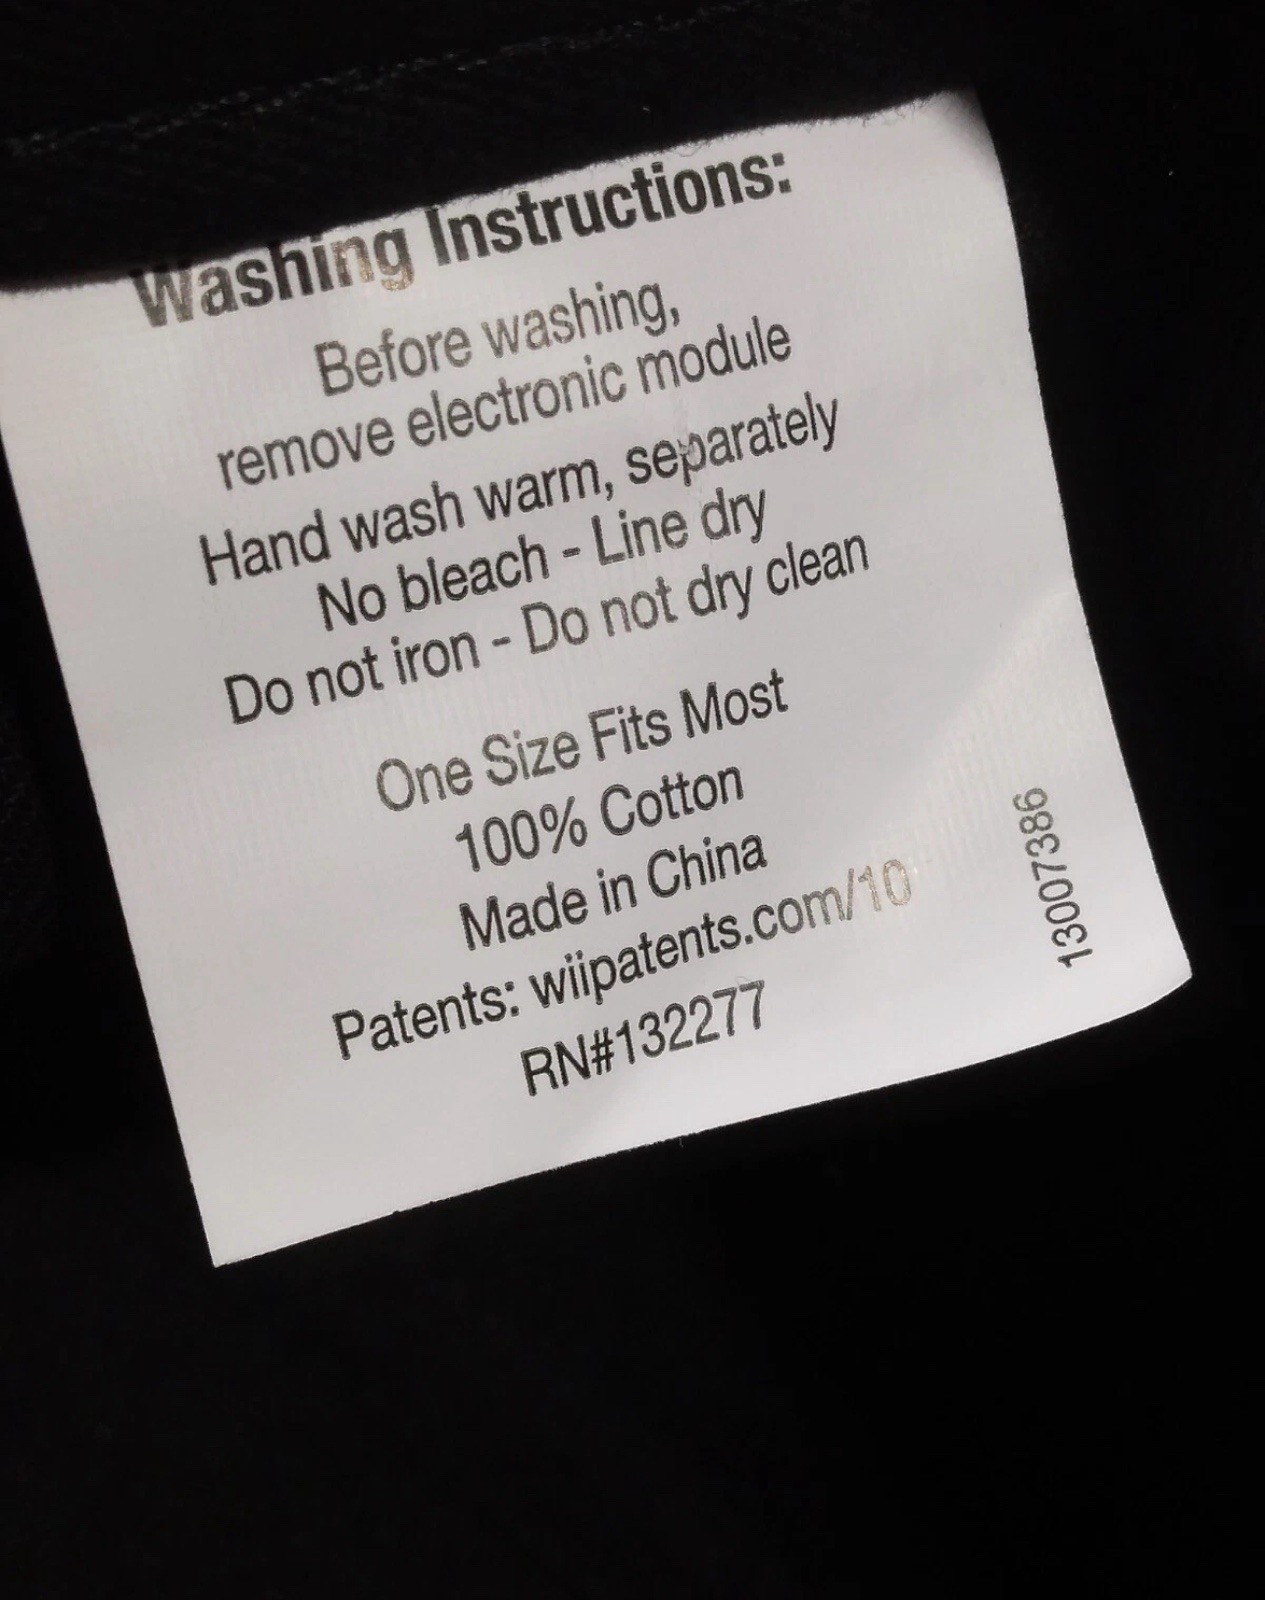 Washing Instructions:
Before washing,
remove electronic module
Hand wash warm, separately
No bleach - Line dry
Do not iron - Do not dry clean
One Size Fits Most
100% Cotton
Made in China
Patents: wiipatents.com/10
RN#132277
13007386